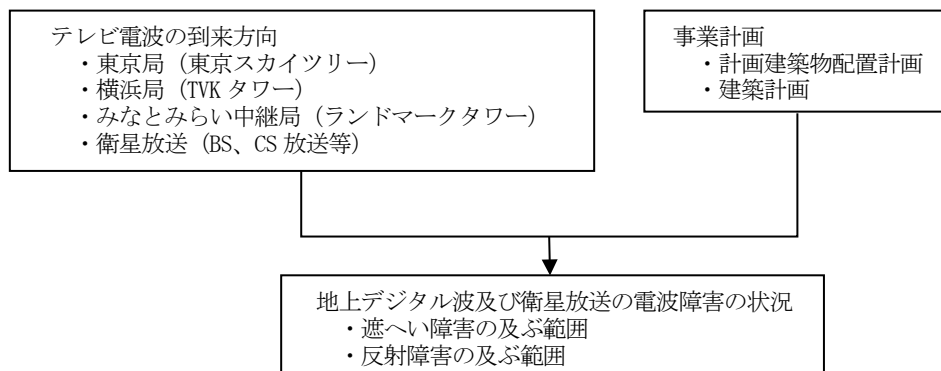 テレビ電波の到来方向
・東京局（東京スカイツリー）
・横浜局（TVK タワー）
・みなとみらい中継局（ランドマークタワー）
・衛星放送（BS、CS 放送等）
事業計画
・計画建築物配置計画
・建築計画
地上デジタル波及び衛星放送の電波障害の状況
・遮へい障害の及ぶ範囲
・反射障害の及ぶ範囲